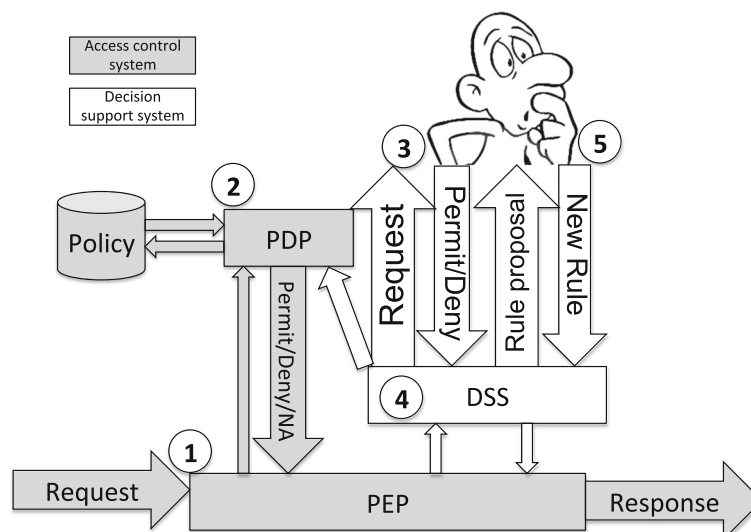 Access control
system
Decision
support system
3
5
2
Policy
PDP
Request
Permit/Deny
Rule proposal
New Rule
Permit/Deny/NA
4
DSS
1
Request
PEP
Response